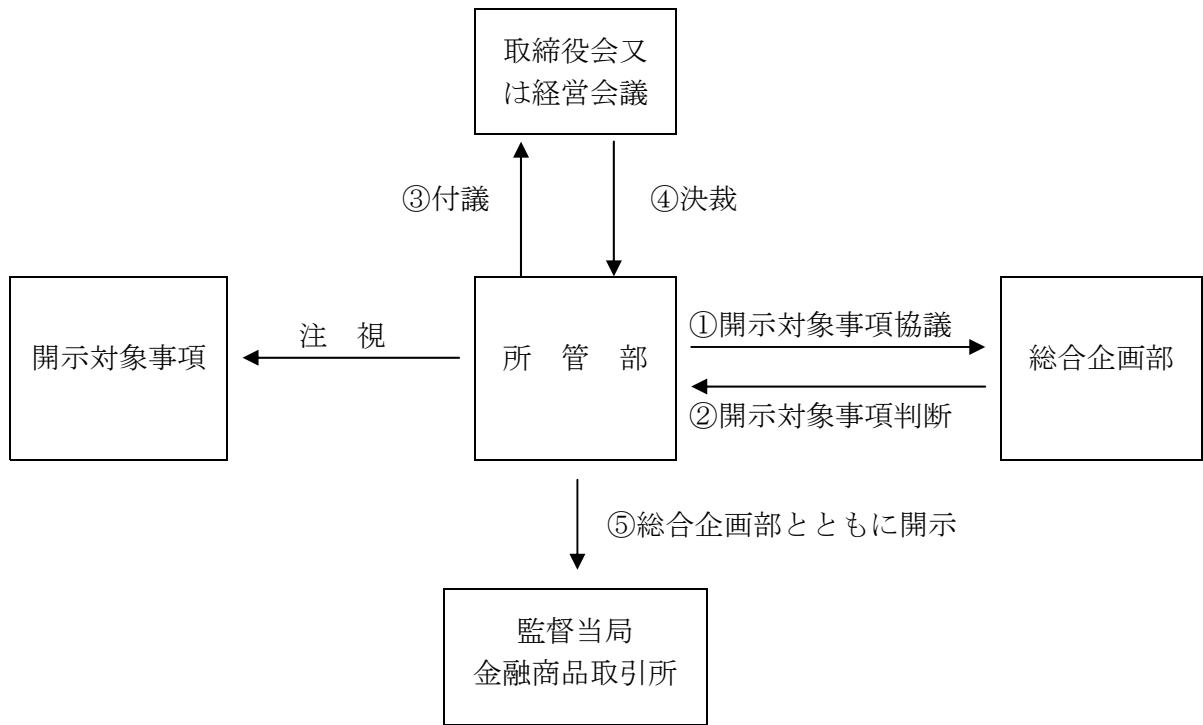 取締役会又
は経営会議
③付議
④決裁
開示対象事項
注 視
所 管 部
①開示対象事項協議
②開示対象事項判断
総合企画部
⑤総合企画部とともに開示
監督当局
金融商品取引所